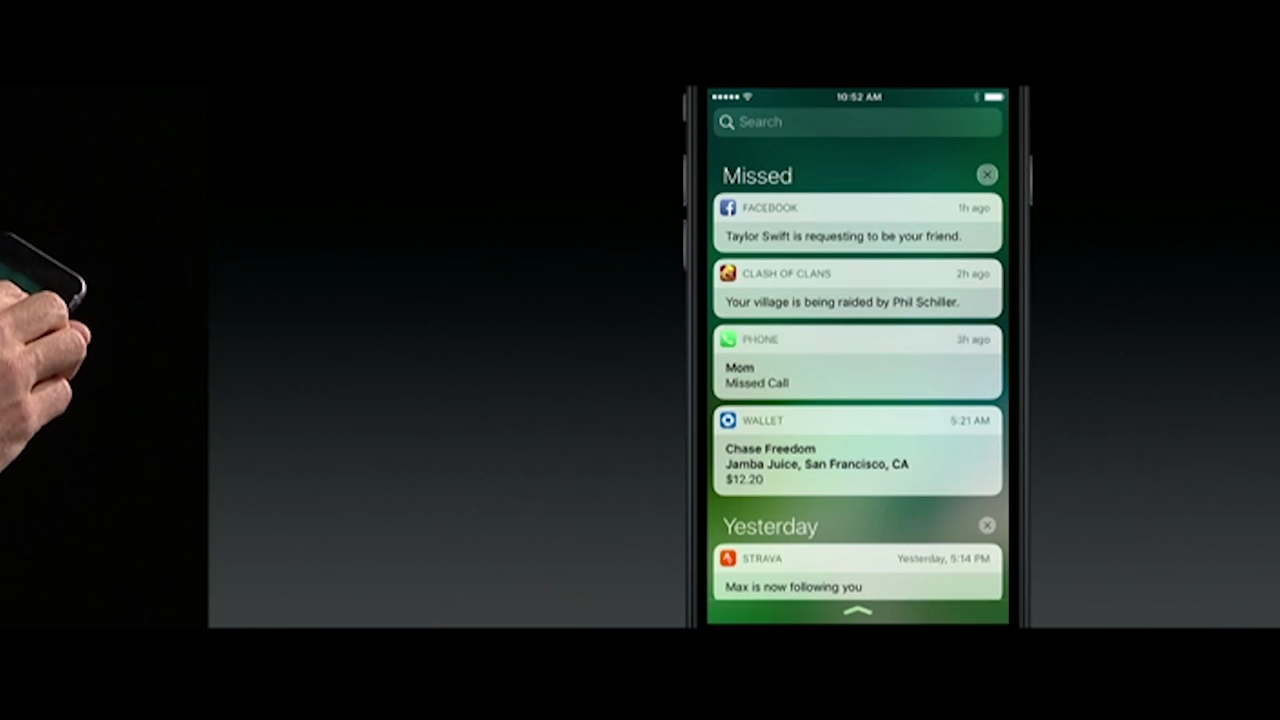 10:52 AM
Search
Missed
FACEBOOK 1h ago
Taylor Swift is requesting to be your friend.
CLASH OF CLANS 2h ago
Your village is being raided by Phil Schiller.
PHONE 3h ago
Mom
Missed Call
WALLET 5:21 AM
Chase Freedom
Jamba Juice, San Francisco, CA
$12.20
Yesterday
STRAVA Yesterday, 5:14 PM
Max is now following you